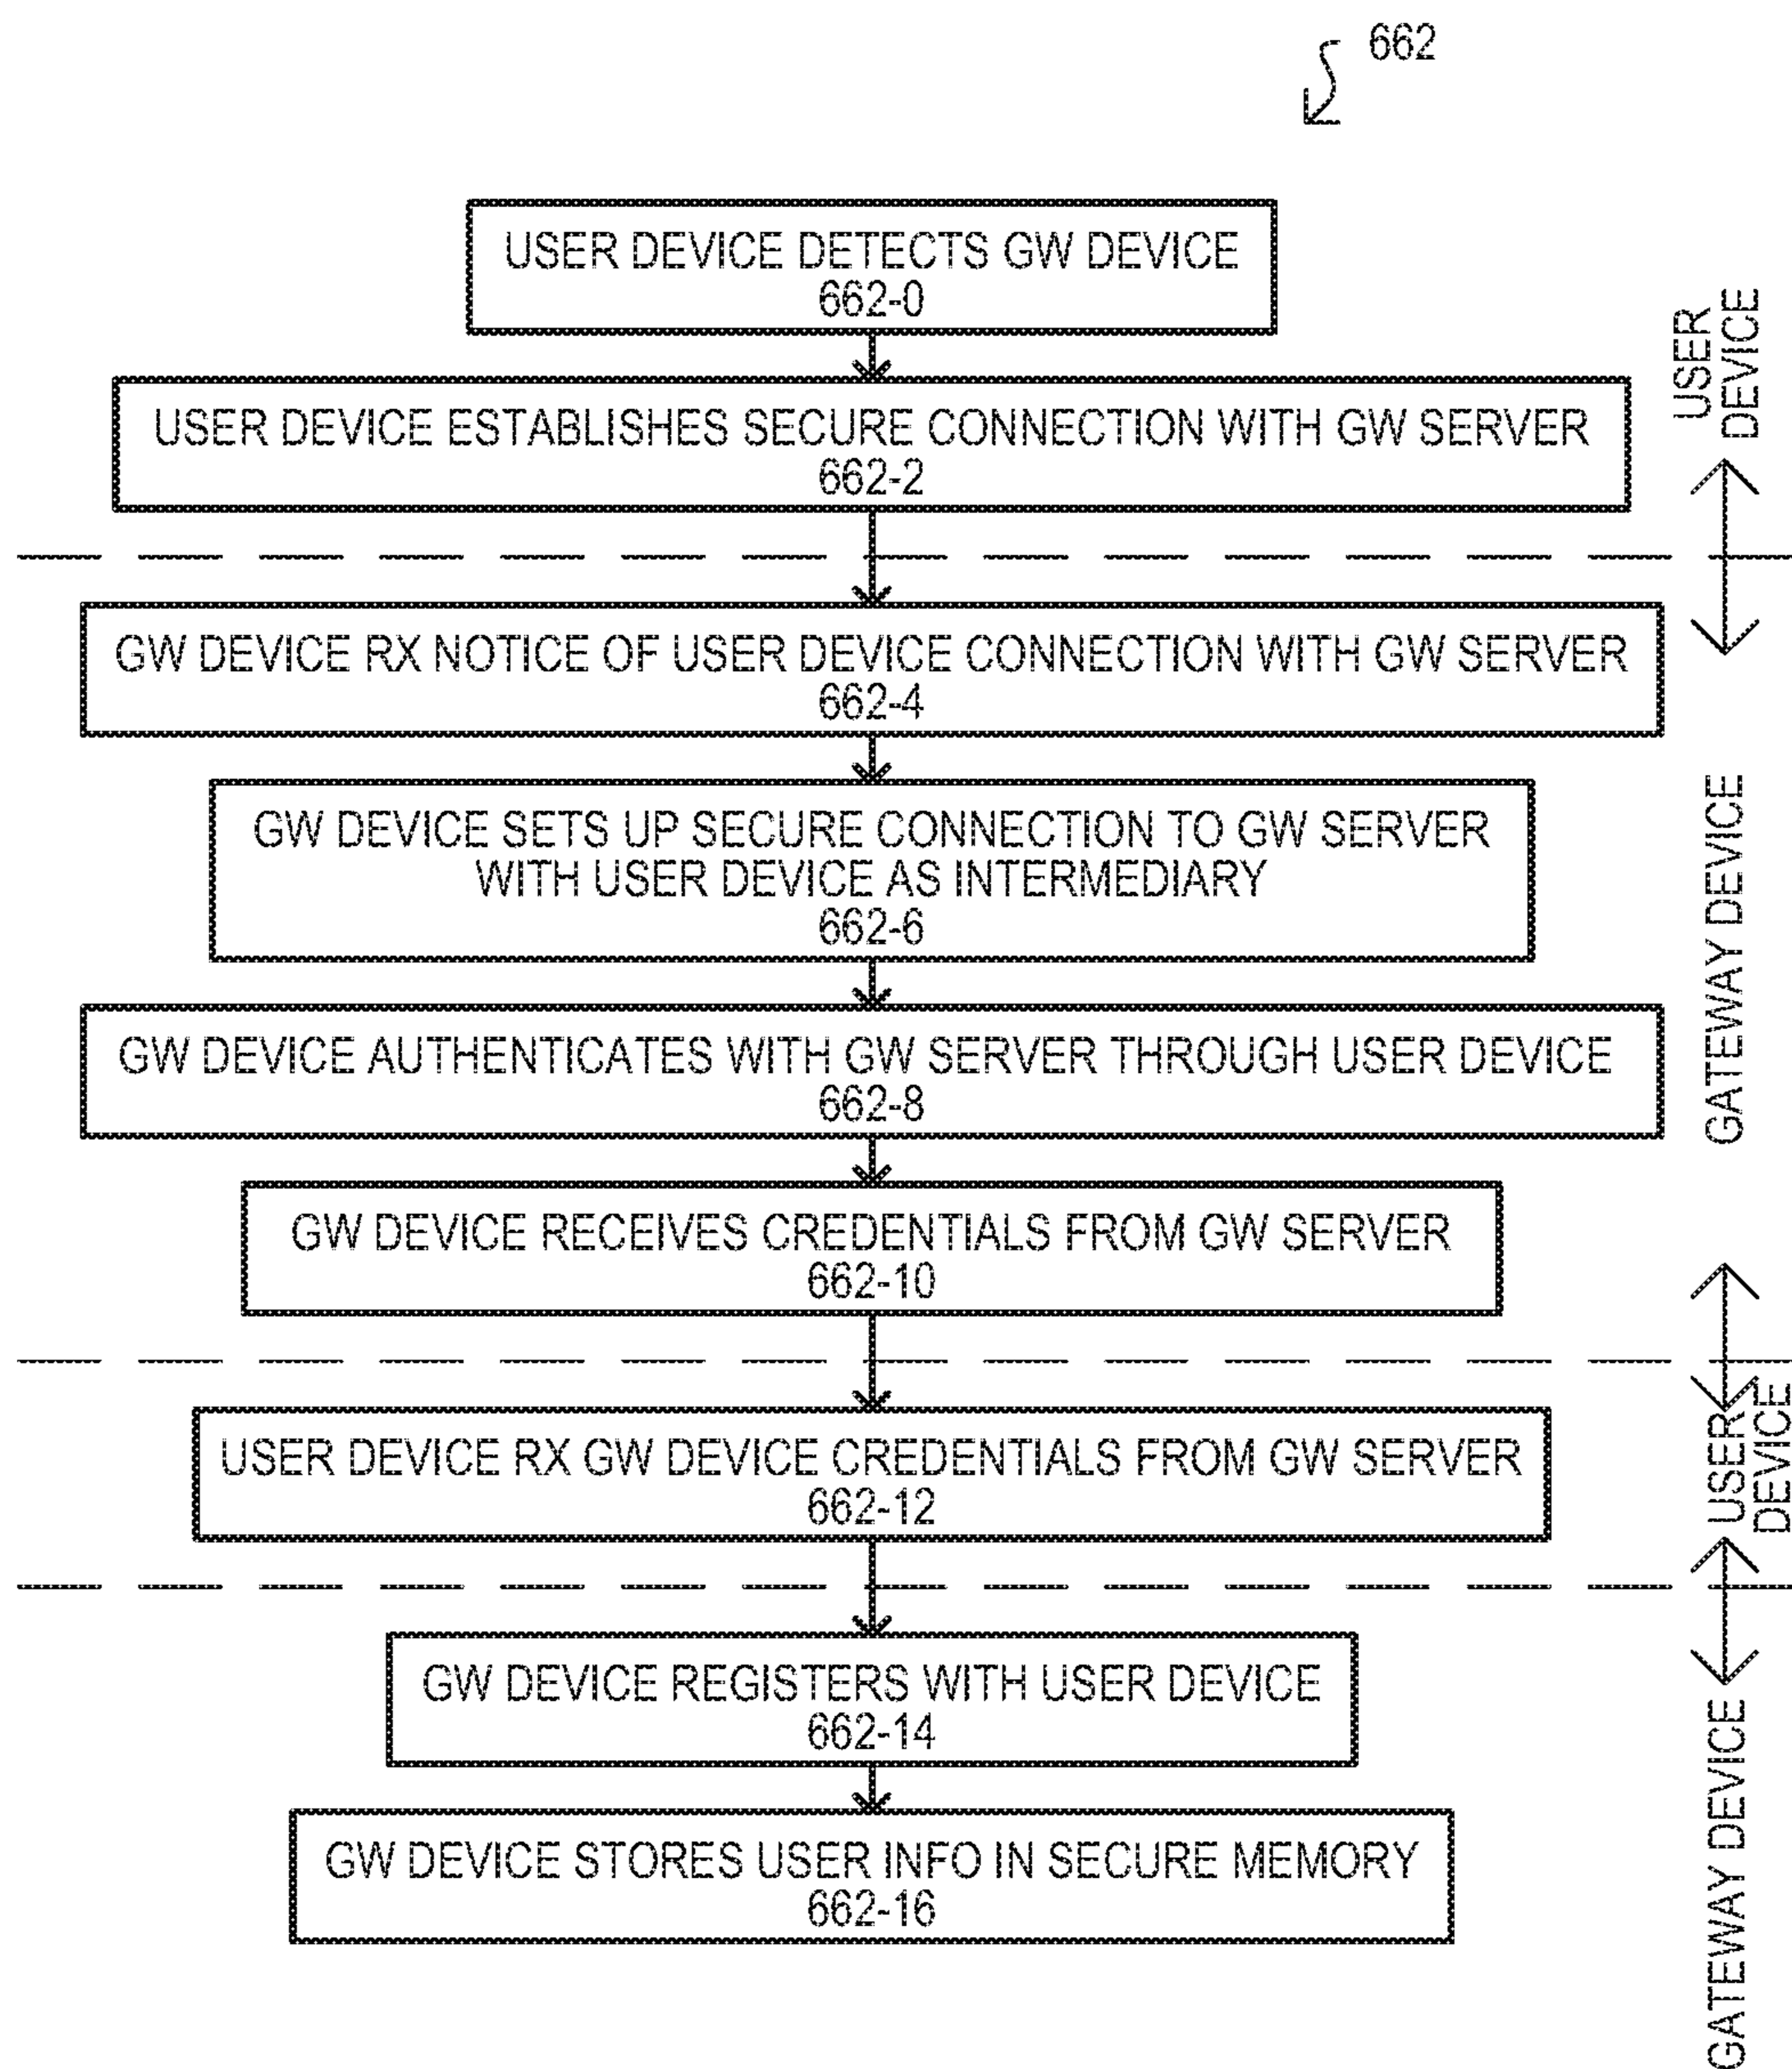 662
USER DEVICE DETECTS GW DEVICE
662-0
USER DEVICE ESTABLISHES SECURE CONNECTION WITH GW SERVER
662-2
USER
DEVICE
GW DEVICE RX NOTICE OF USER DEVICE CONNECTION WITH GW SERVER
662-4
GW DEVICE SETS UP SECURE CONNECTION TO GW SERVER
WITH USER DEVICE AS INTERMEDIARY
662-6
GW DEVICE AUTHENTICATES WITH GW SERVER THROUGH USER DEVICE
662-8
GW DEVICE RECEIVES CREDENTIALS FROM GW SERVER
662-10
GATEWAY DEVICE
USER DEVICE RX GW DEVICE CREDENTIALS FROM GW SERVER
662-12
USER
DEVICE
GW DEVICE REGISTERS WITH USER DEVICE
662-14
GW DEVICE STORES USER INFO IN SECURE MEMORY
662-16
GATEWAY DEVICE